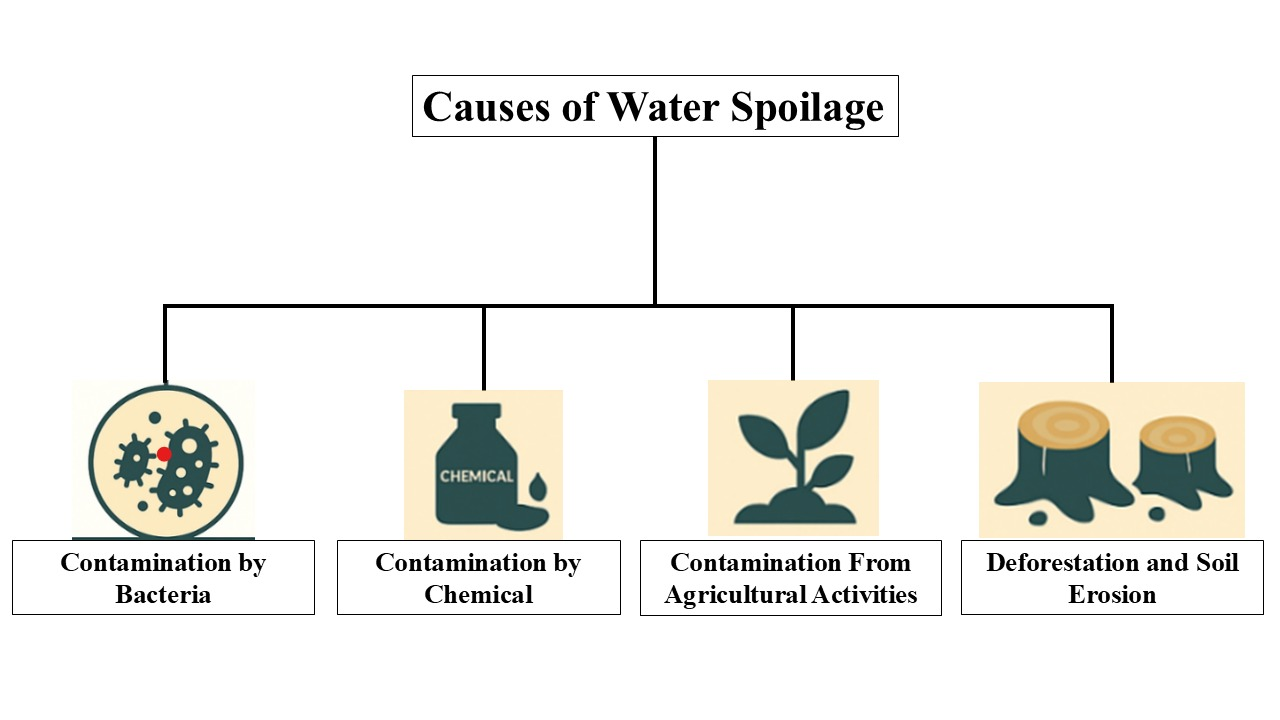 Causes of Water Spoilage
CHEMICAL
Contamination by
Bacteria
Contamination by
Chemical
Contamination From
Agricultural Activities
Deforestation and Soil
Erosion